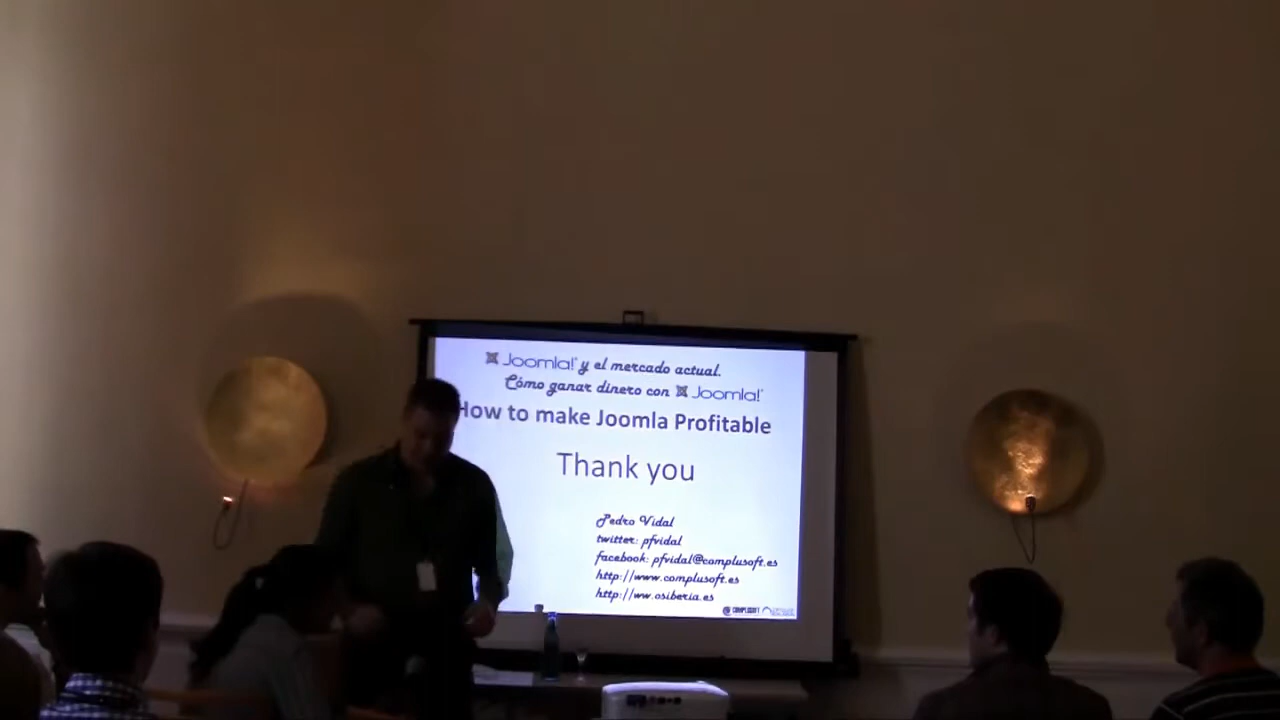 Joomla! y el mercado actual.
Cómo ganar dinero con Joomla!
How to make Joomla Profitable
Thank you
Pedro Vidal
twitter: pfvidal
facebook: pfvidal@complusoft.es
http://www.complusoft.es
http://ww.osiberia.es
COMPLUSOFT